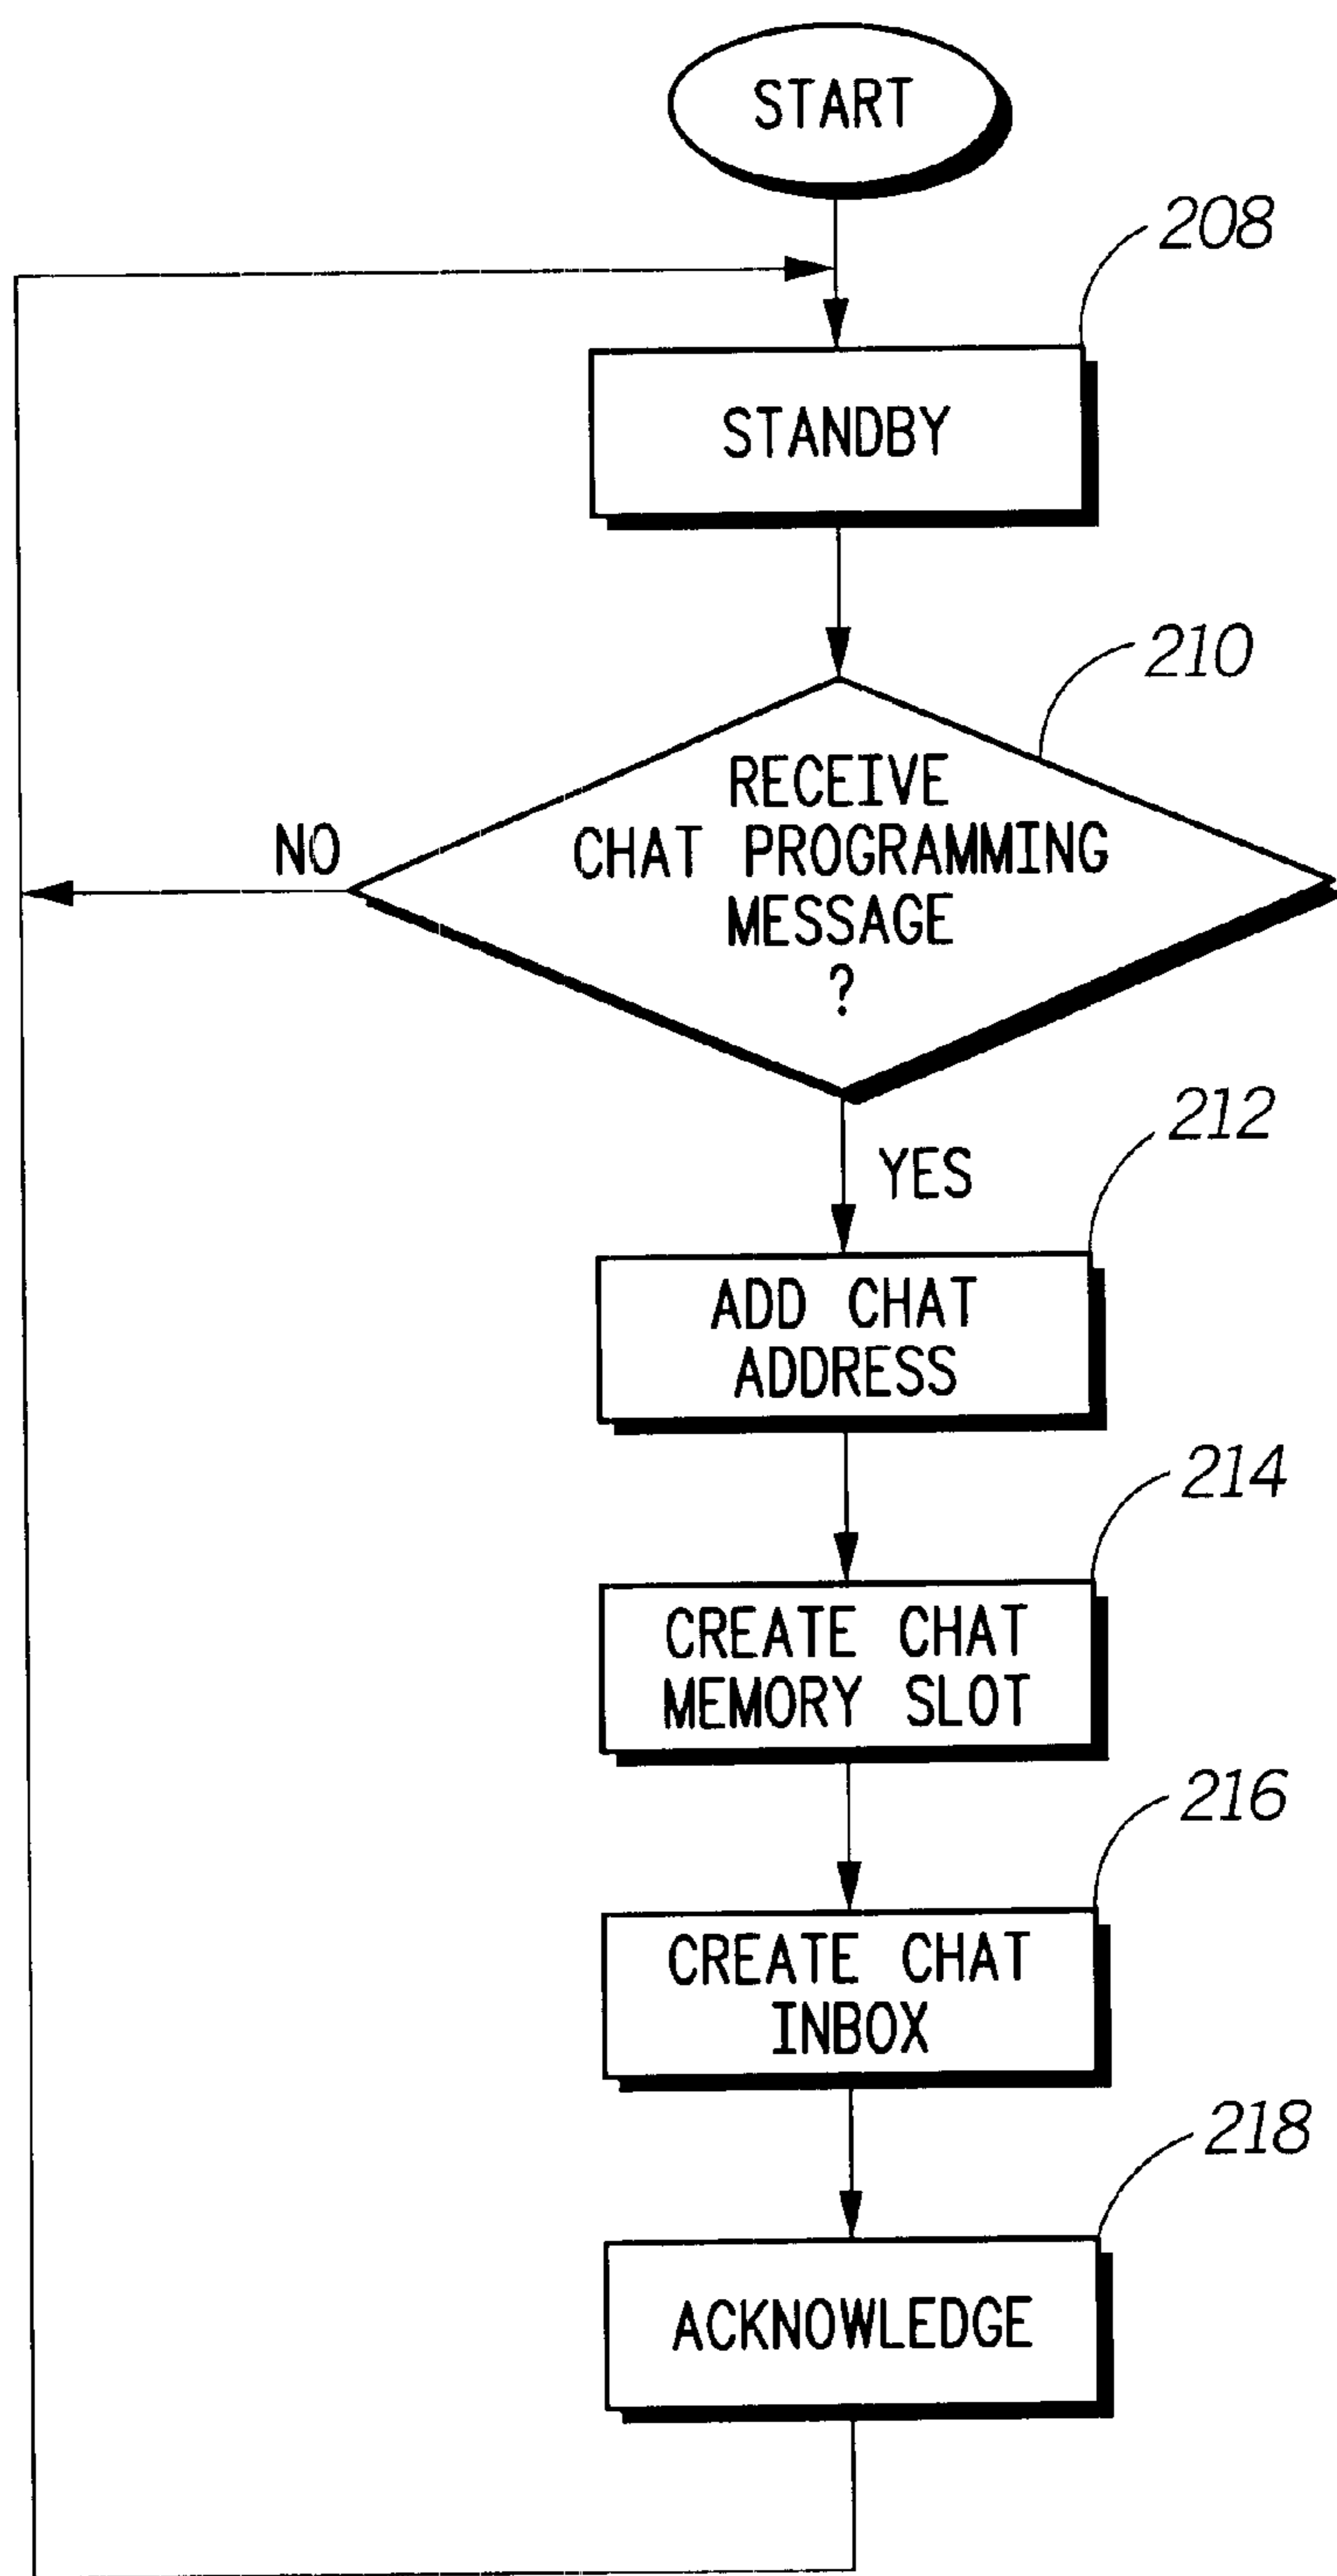 START
208
STANDBY
210
RECEIVE
CHAT PROGRAMMING
MESSAGE
?
NO
YES
212
ADD CHAT
ADDRESS
214
CREATE CHAT
MEMORY SLOT
216
CREATE CHAT
INBOX
218
ACKNOWLEDGE